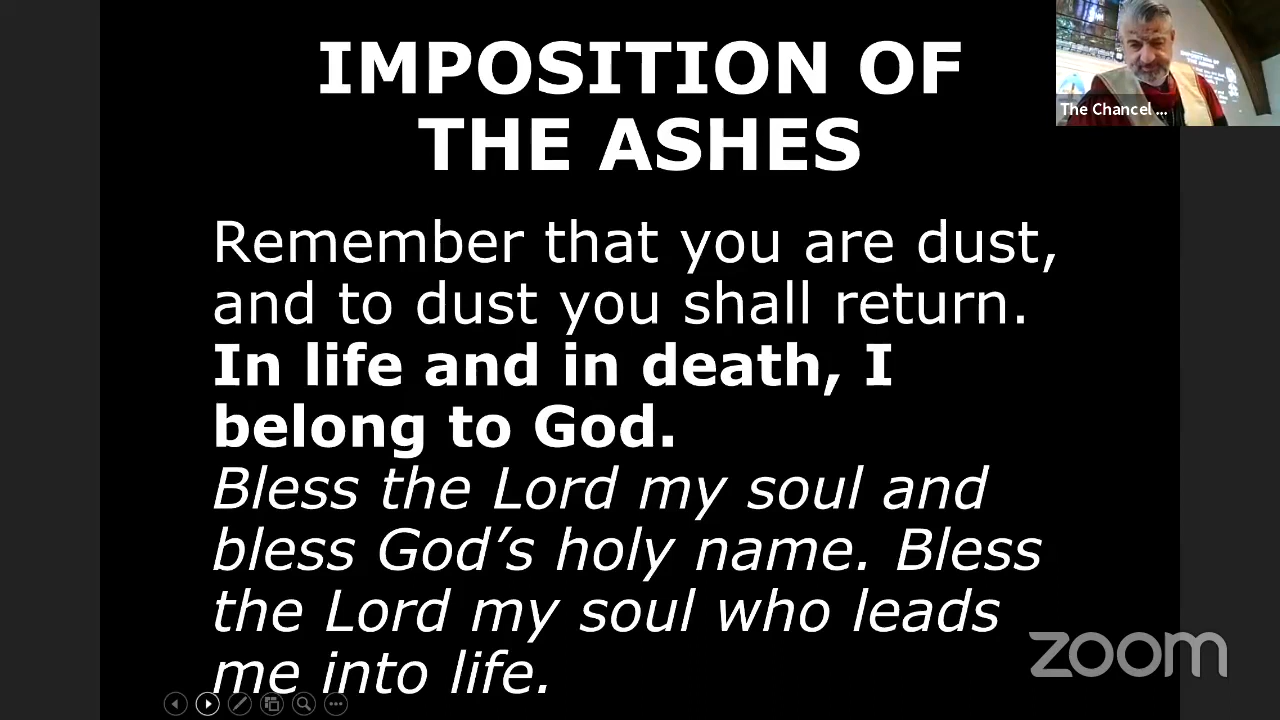 IMPOSITION OF
THE ASHES
The Chancel ...
Remember that you are dust,
and to dust you shall return.
In life and in death, I
belong to God.
Bless the Lord my soul and
bless God’s holy name. Bless
the Lord my soul who leads
me into life.
zoom